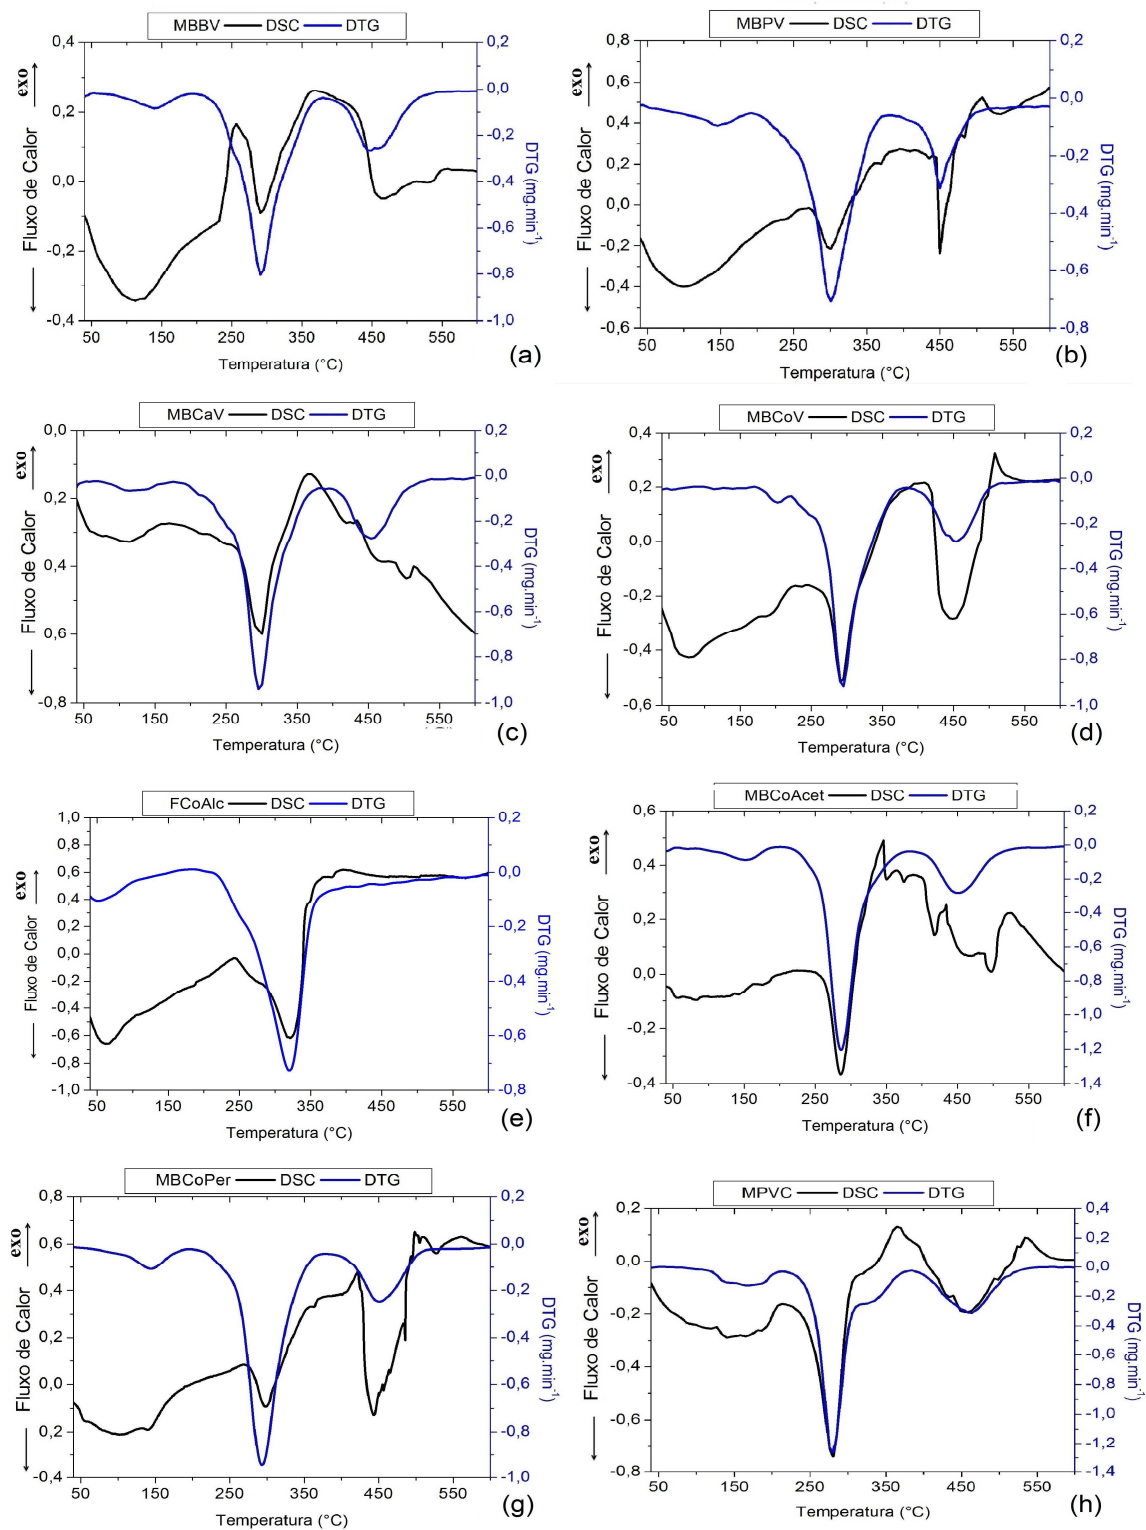 MBBV DSC DTG
0,4
0,2
0,0
-0,2
-0,4
exo
Fluxo de Calor
0,0
-0,2
-0,4
-0,6
-0,8
-1,0
DTG (mg.min-1)
50 150 250 350 450 550
Temperatura (°C)
(a)
MBPV DSC DTG
0,8
0,6
0,4
0,2
0,0
-0,2
-0,4
-0,6
exo
Fluxo de Calor
0,2
0,0
-0,2
-0,4
-0,6
-0,8
DTG (mg.min-1)
50 150 250 350 450 550
Temperatura (°C)
(b)
MBCaV DSC DTG
0,0
0,2
0,4
0,6
-0,8
exo
Fluxo de Calor
0,2
0,0
-0,2
-0,4
-0,6
-0,8
-1,0
DTG (mg.min-1)
50 150 250 350 450 550
Temperatura (°C)
(c)
MBCoV DSC DTG
0,4
0,2
0,0
-0,2
-0,4
-0,6
exo
Fluxo de Calor
0,2
0,0
-0,2
-0,4
-0,6
-0,8
-1,0
DTG (mg.min-1)
50 150 250 350 450 550
Temperatura (°C)
(d)
FCoAlc DSC DTG
1,0
0,8
0,6
0,4
0,2
0,0
-0,2
-0,4
-0,6
-0,8
-1,0
exo
Fluxo de Calor
0,2
0,0
-0,2
-0,4
-0,6
-0,8
DTG (mg.min-1)
50 150 250 350 450 550
Temperatura (°C)
(e)
MBCoAcet DSC DTG
0,6
0,4
0,2
0,0
-0,2
-0,4
exo
Fluxo de Calor
0,2
0,0
-0,2
-0,4
-0,6
-0,8
-1,0
-1,2
-1,4
DTG (mg.min-1)
50 150 250 350 450 550
Temperatura (°C)
(f)
MBCoPer DSC DTG
0,8
0,6
0,4
0,2
0,0
0,2
-0,4
exo
Fluxo de Calor
0,2
0,0
-0,2
-0,4
-0,6
-0,8
-1,0
DTG (mg.min-1)
50 150 250 350 450 550
Temperatura (°C)
(g)
MPVC DSC DTG
0,2
0,0
-0,2
-0,4
-0,6
-0,8
exo
Fluxo de Calor
0,4
0,2
0,0
-0,2
-0,4
-0,6
-0,8
-1,0
-1,2
-1,4
DTG (mg.min-1)
50 150 250 350 450 550
Temperatura (°C)
(h)